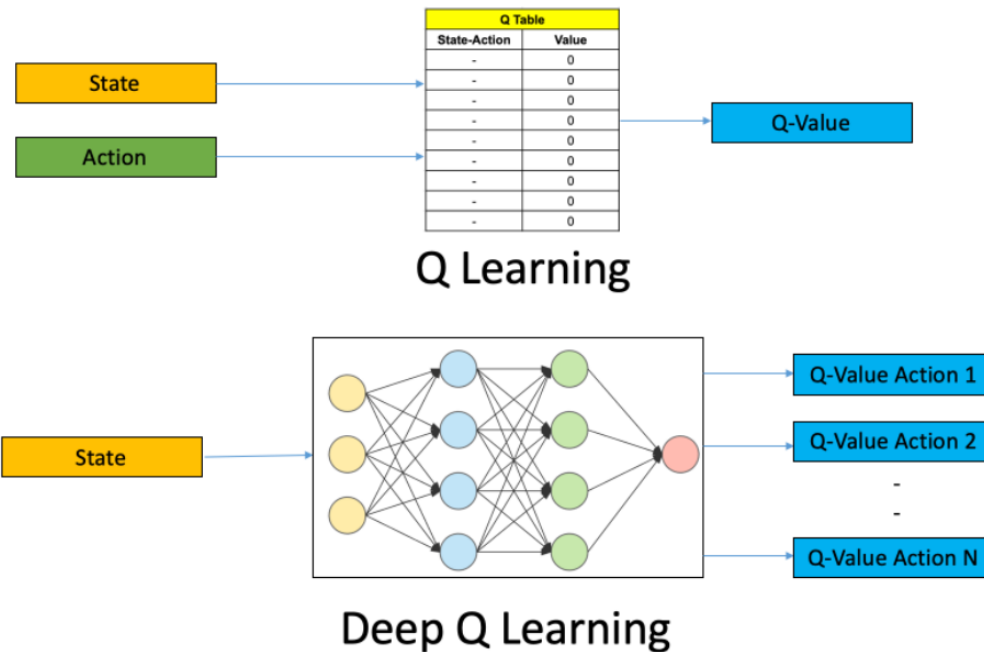 Q Table
State-Action Value
- 0
- 0
- 0
- 0
- 0
- 0
- 0
- 0
- 0
State
Action
Q-Value
Q Learning
State
Q-Value Action 1
Q-Value Action 2
-
-
Q-Value Action N
Deep Q Learning